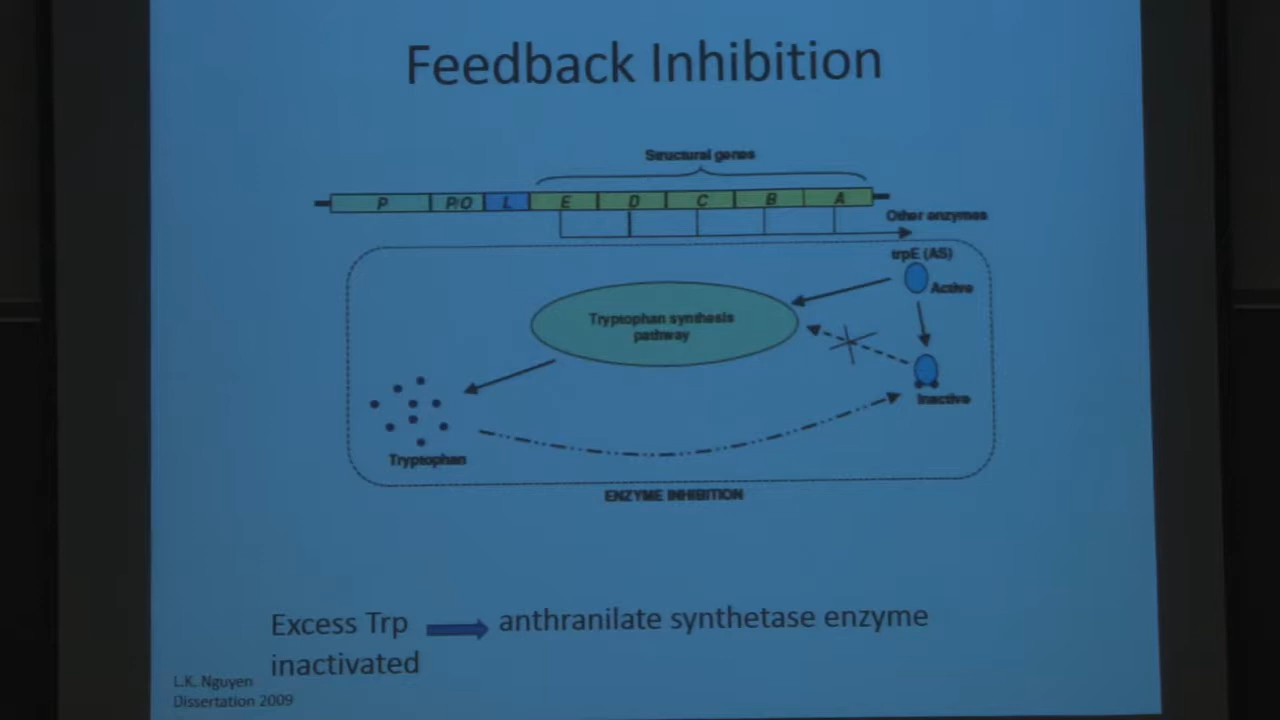 Feedback Inhibition
Structural genes
P P/O L E D C B A
Other enzymes
trpE (AS)
Active
Tryptophan synthesis
pathway
Inactive
Tryptophan
ENZYME INHIBITION
Excess Trp anthranilate synthetase enzyme
inactivated
L.K. Nguyen
Dissertation 2009